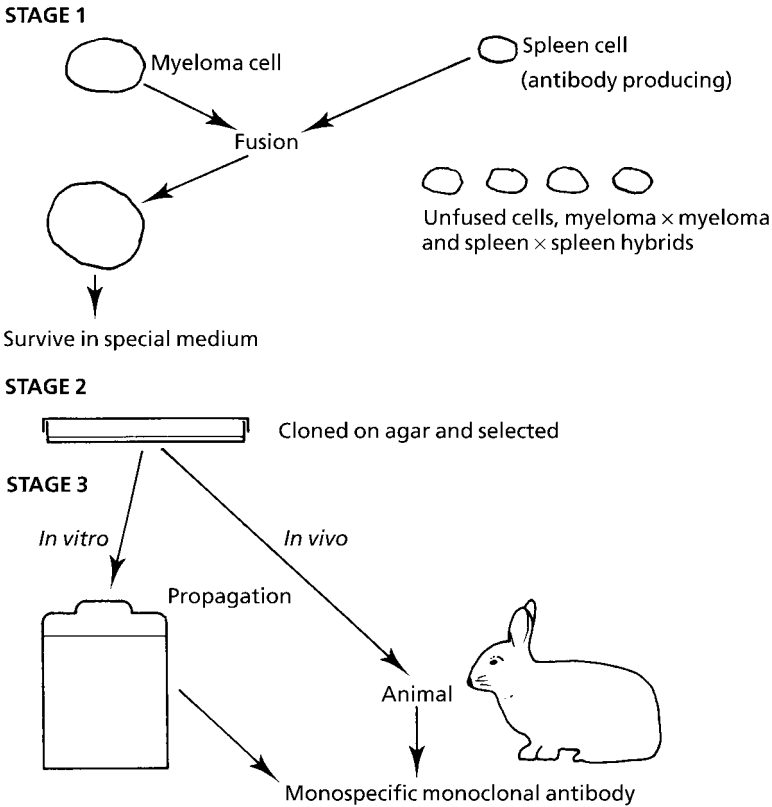 STAGE 1
Myeloma cell
Spleen cell
(antibody producing)
Fusion
Unfused cells, myeloma × myeloma
and spleen × spleen hybrids
Survive in special medium
STAGE 2
Cloned on agar and selected
STAGE 3
In vitro
In vivo
Propagation
Animal
Monospecific monoclonal antibody